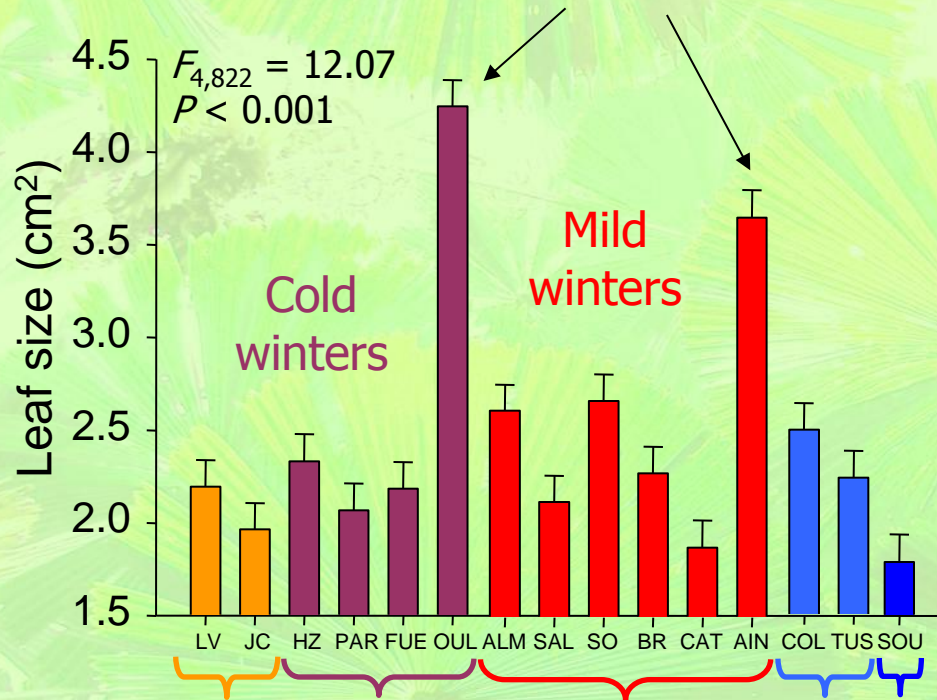 F4,822 = 12.07
P < 0.001
Leaf size (cm²)
4.5
4.0
3.5
3.0
2.5
2.0
1.5
Cold
winters
Mild
winters
LV JC HZ PAR FUE OUL ALM SAL SO BR CAT AIN COL TUS SOU